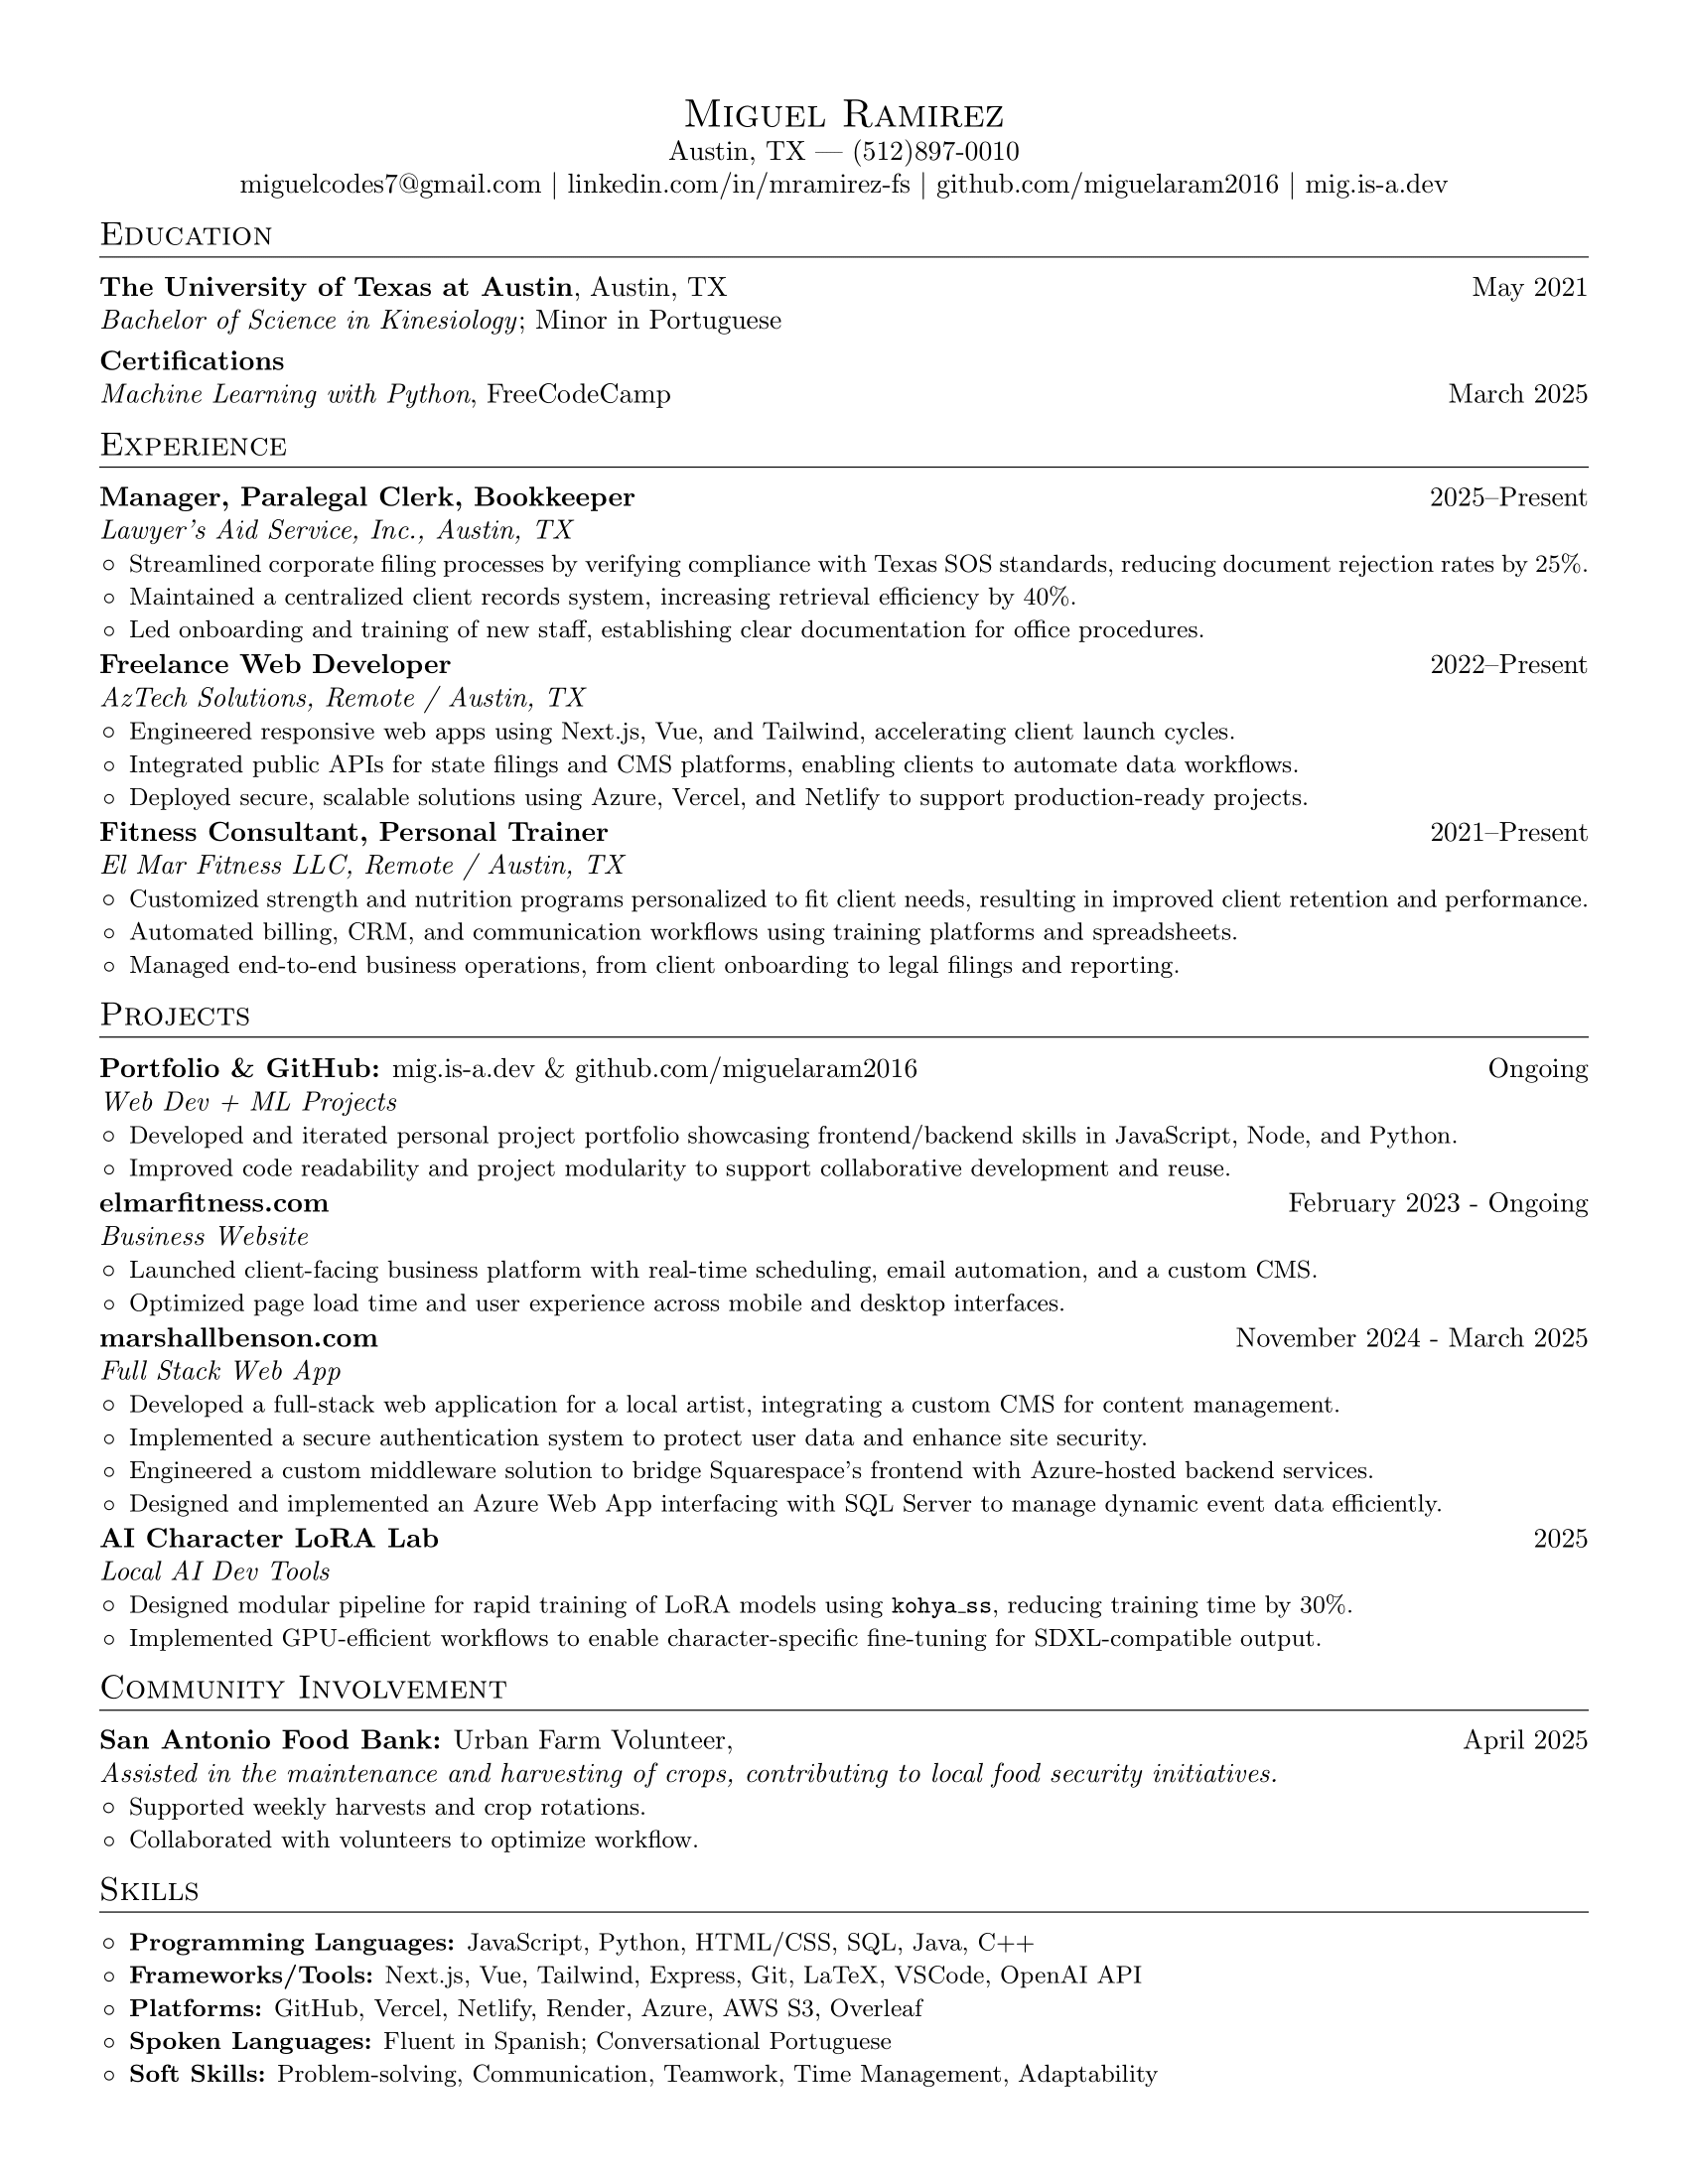 Miguel Ramirez
Austin, TX — (512)897-0010
miguelcodes7@gmail.com | linkedin.com/in/mramirez-fs | github.com/miguelaram2016 | mig.is-a.dev
Education
The University of Texas at Austin, Austin, TX May 2021
Bachelor of Science in Kinesiology; Minor in Portuguese
Certifications
Machine Learning with Python, FreeCodeCamp March 2025
Experience
Manager, Paralegal Clerk, Bookkeeper 2025–Present
Lawyer's Aid Service, Inc., Austin, TX
○ Streamlined corporate filing processes by verifying compliance with Texas SOS standards, reducing document rejection rates by 25%.
○ Maintained a centralized client records system, increasing retrieval efficiency by 40%.
○ Led onboarding and training of new staff, establishing clear documentation for office procedures.
Freelance Web Developer 2022–Present
AzTech Solutions, Remote / Austin, TX
○ Engineered responsive web apps using Next.js, Vue, and Tailwind, accelerating client launch cycles.
○ Integrated public APIs for state filings and CMS platforms, enabling clients to automate data workflows.
○ Deployed secure, scalable solutions using Azure, Vercel, and Netlify to support production-ready projects.
Fitness Consultant, Personal Trainer 2021–Present
El Mar Fitness LLC, Remote / Austin, TX
○ Customized strength and nutrition programs personalized to fit client needs, resulting in improved client retention and performance.
○ Automated billing, CRM, and communication workflows using training platforms and spreadsheets.
○ Managed end-to-end business operations, from client onboarding to legal filings and reporting.
Projects
Portfolio & GitHub: mig.is-a.dev & github.com/miguelaram2016 Ongoing
Web Dev + ML Projects
○ Developed and iterated personal project portfolio showcasing frontend/backend skills in JavaScript, Node, and Python.
○ Improved code readability and project modularity to support collaborative development and reuse.
elmarfitness.com February 2023 - Ongoing
Business Website
○ Launched client-facing business platform with real-time scheduling, email automation, and a custom CMS.
○ Optimized page load time and user experience across mobile and desktop interfaces.
marshallbenson.com November 2024 - March 2025
Full Stack Web App
○ Developed a full-stack web application for a local artist, integrating a custom CMS for content management.
○ Implemented a secure authentication system to protect user data and enhance site security.
○ Engineered a custom middleware solution to bridge Squarespace's frontend with Azure-hosted backend services.
○ Designed and implemented an Azure Web App interfacing with SQL Server to manage dynamic event data efficiently.
AI Character LoRA Lab 2025
Local AI Dev Tools
○ Designed modular pipeline for rapid training of LoRA models using kohya_ss, reducing training time by 30%.
○ Implemented GPU-efficient workflows to enable character-specific fine-tuning for SDXL-compatible output.
Community Involvement
San Antonio Food Bank: Urban Farm Volunteer, April 2025
Assisted in the maintenance and harvesting of crops, contributing to local food security initiatives.
○ Supported weekly harvests and crop rotations.
○ Collaborated with volunteers to optimize workflow.
Skills
○ Programming Languages: JavaScript, Python, HTML/CSS, SQL, Java, C++
○ Frameworks/Tools: Next.js, Vue, Tailwind, Express, Git, LaTeX, VSCode, OpenAI API
○ Platforms: GitHub, Vercel, Netlify, Render, Azure, AWS S3, Overleaf
○ Spoken Languages: Fluent in Spanish; Conversational Portuguese
○ Soft Skills: Problem-solving, Communication, Teamwork, Time Management, Adaptability